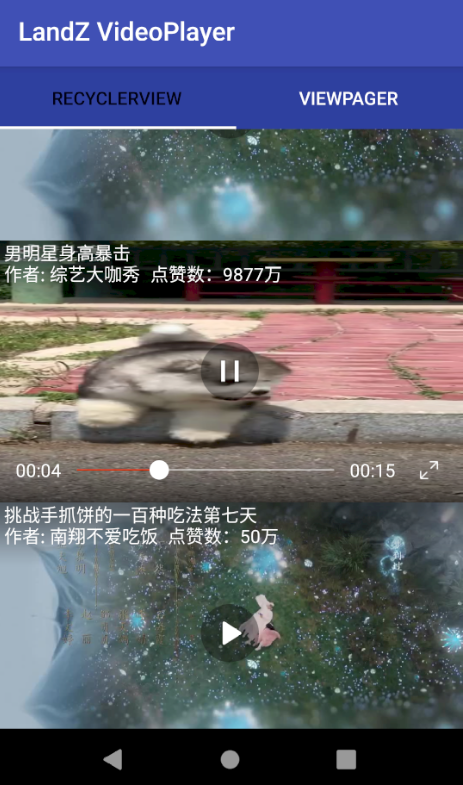 LandZ VideoPlayer
RECYCLERVIEW VIEWPAGER
男明星身高暴击
作者: 综艺大咖秀 点赞数：9877万
00:04 00:15
挑战手抓饼的一百种吃法第七天
作者: 南翔不爱吃饭 点赞数：50万